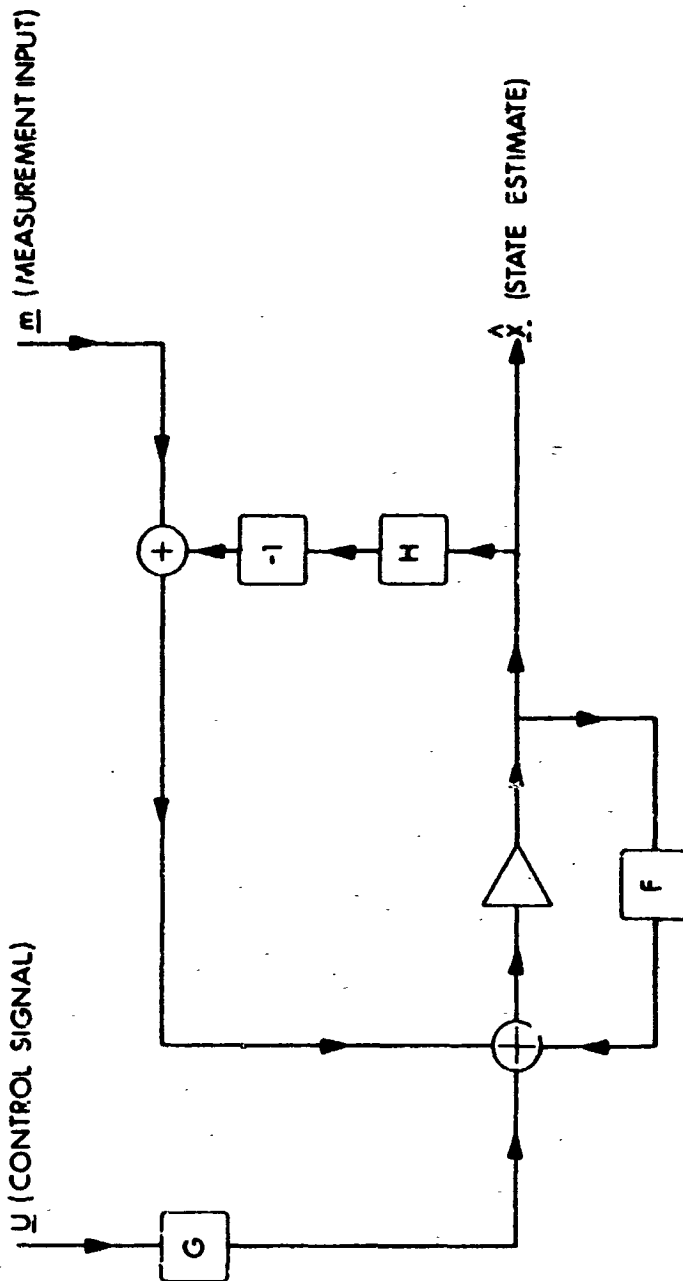 U (CONTROL SIGNAL)
m (MEASUREMENT INPUT)
G
+
+
-1
H
F
x̂ (STATE ESTIMATE)